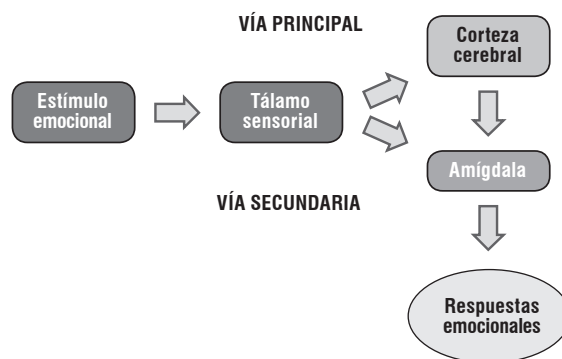 VÍA PRINCIPAL
Corteza
cerebral
Estímulo
emocional
Tálamo
sensorial
Amígdala
VÍA SECUNDARIA
Respuestas
emocionales